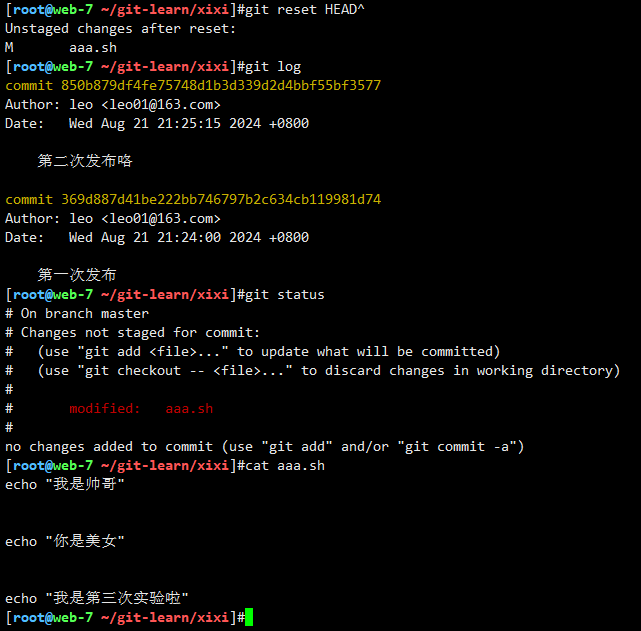 [root@web-7 ~/git-learn/xixi]#git reset HEAD^
Unstaged changes after reset:
M       aaa.sh
[root@web-7 ~/git-learn/xixi]#git log
commit 850b879df4fe75748d1b3d339d2d4bbf55bf3577
Author: leo <leo01@163.com>
Date:   Wed Aug 21 21:25:15 2024 +0800
    第二次发布咯
commit 369d887d41be222bb746797b2c634cb119981d74
Author: leo <leo01@163.com>
Date:   Wed Aug 21 21:24:00 2024 +0800
    第一次发布
[root@web-7 ~/git-learn/xixi]#git status
# On branch master
# Changes not staged for commit:
#   (use "git add <file>..." to update what will be committed)
#   (use "git checkout -- <file>..." to discard changes in working directory)
#
#       modified:   aaa.sh
#
no changes added to commit (use "git add" and/or "git commit -a")
[root@web-7 ~/git-learn/xixi]#cat aaa.sh
echo "我是帅哥"
echo "你是美女"
echo "我是第三次实验啦"
[root@web-7 ~/git-learn/xixi]#